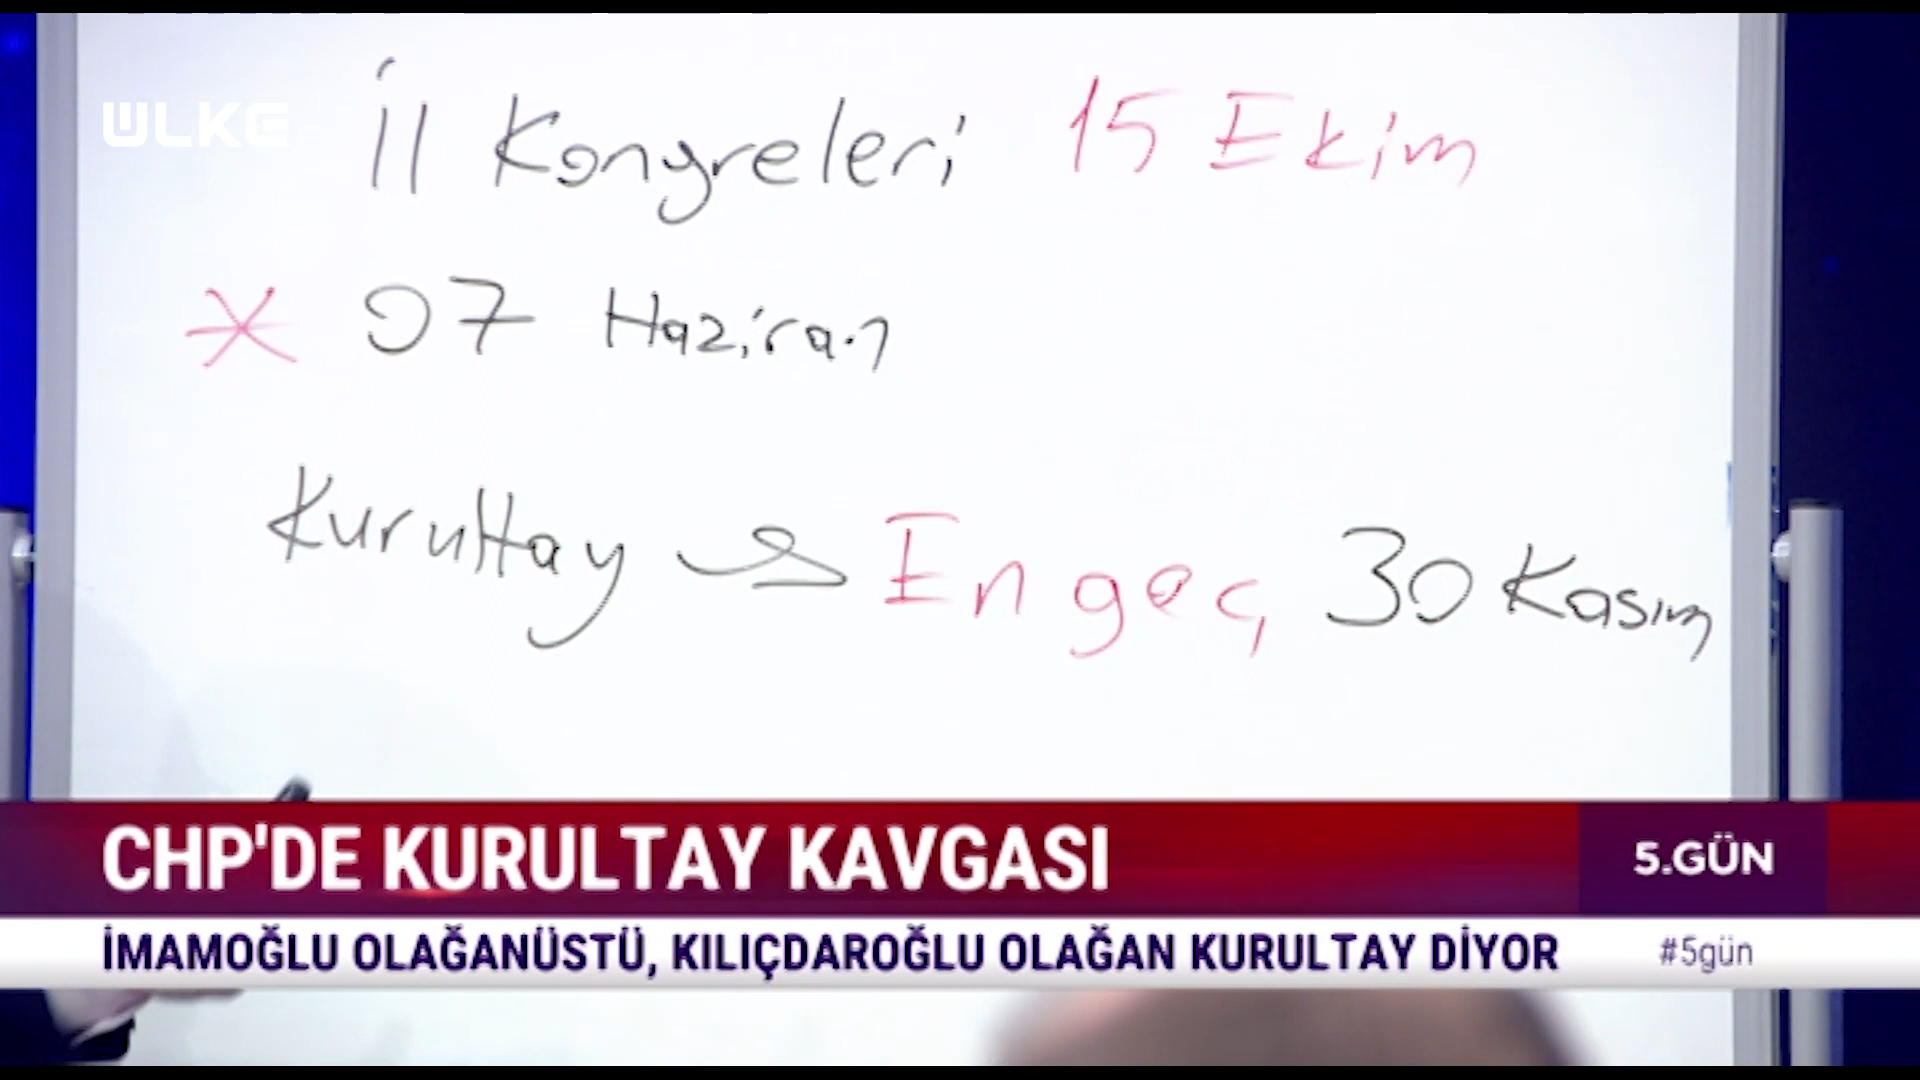 ÜLKE
İl Kongreleri 15 Ekim
* 07 Haziran
Kurultay → En geç 30 Kasım
CHP'DE KURULTAY KAVGASI
5.GÜN
İMAMOĞLU OLAĞANÜSTÜ, KILIÇDAROĞLU OLAĞAN KURULTAY DİYOR
#5gün